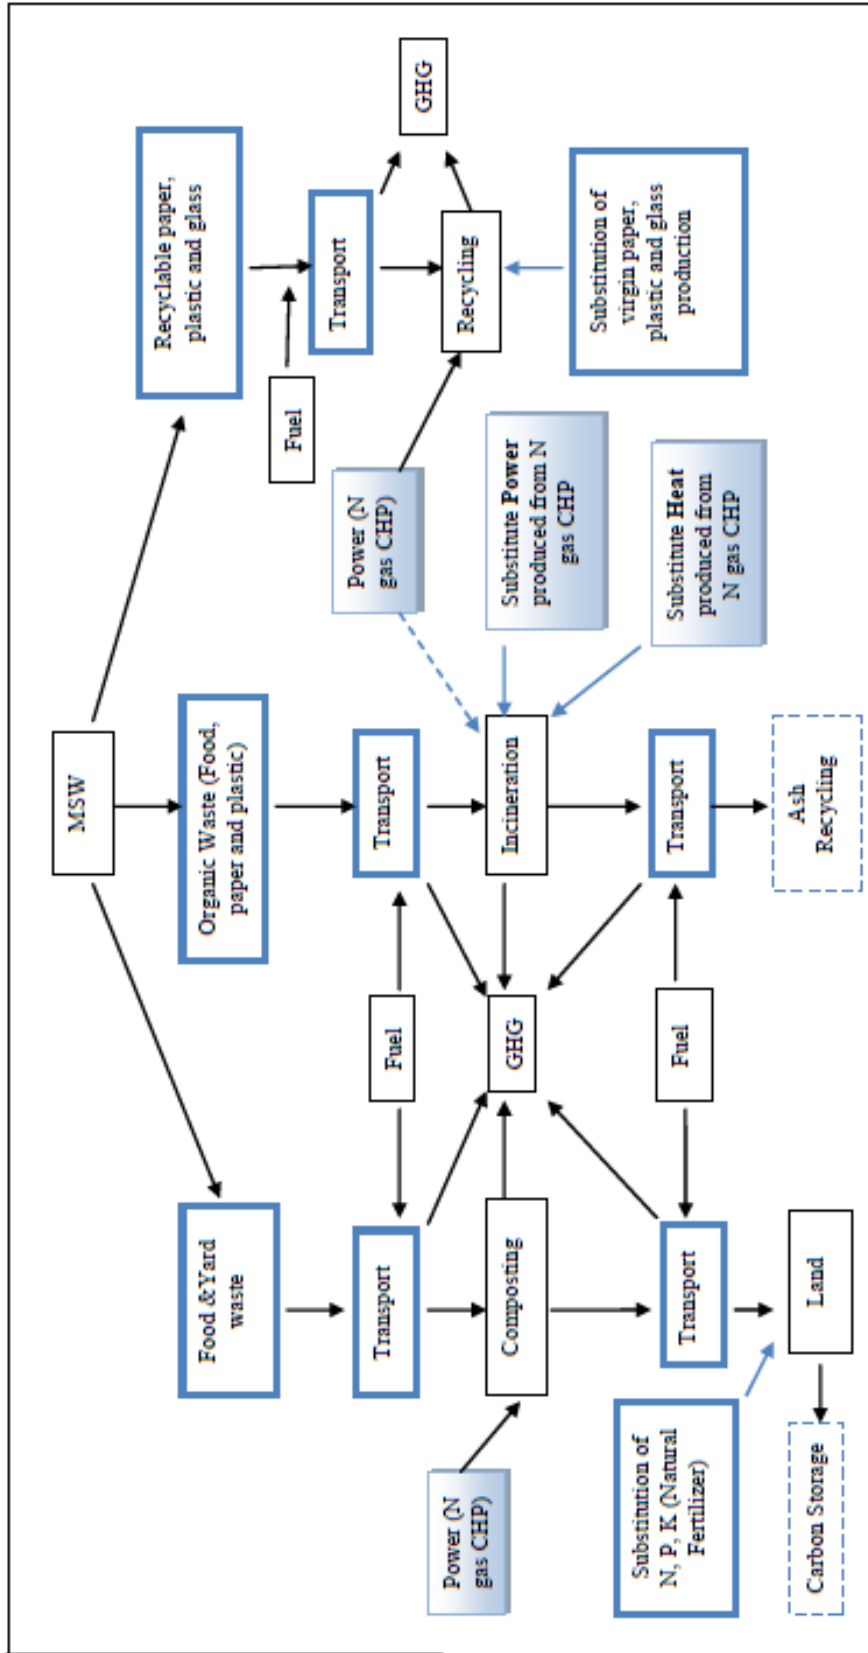 MSW
Food &Yard
waste
Organic Waste (Food,
paper and plastic)
Recyclable paper,
plastic and glass
Transport
Fuel
Transport
Fuel
Transport
GHG
Power (N
gas CHP)
Composting
GHG
Incineration
Power (N
gas CHP)
Recycling
Substitute Power
produced from N
gas CHP
Substitution of
virgin paper,
plastic and glass
production
Substitution of
N, P, K (Natural
Fertilizer)
Transport
Fuel
Transport
Substitute Heat
produced from
N gas CHP
Carbon Storage
Land
Ash
Recycling